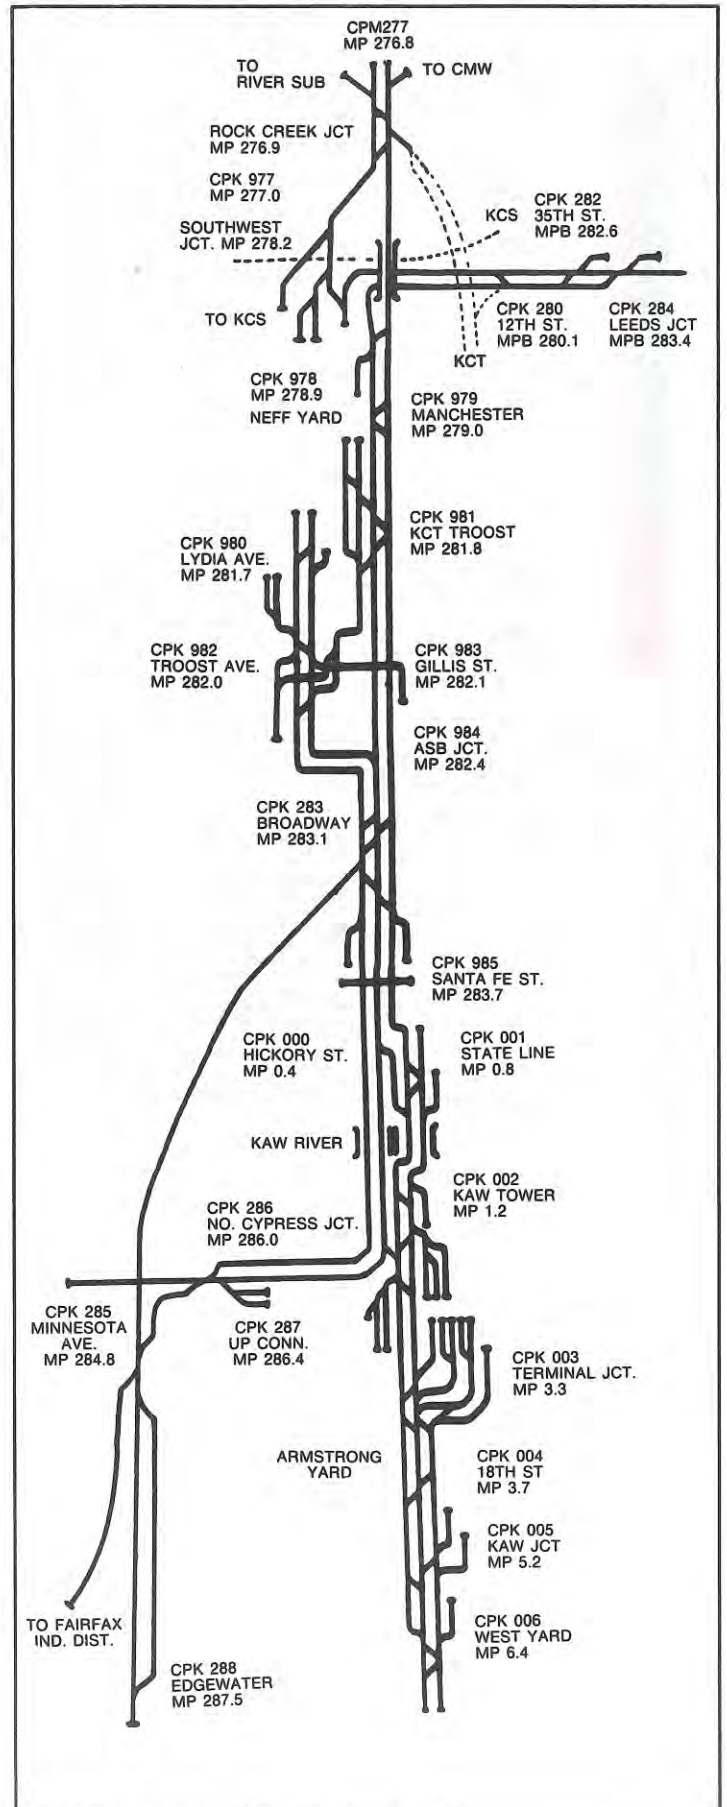 CPM277
MP 276.8
TO
RIVER SUB
TO CMW
ROCK CREEK JCT
MP 276.9
CPK 977
MP 277.0
SOUTHWEST
JCT. MP 278.2
KCS
CPK 282
35TH ST.
MPB 282.6
TO KCS
CPK 280
12TH ST.
MPB 280.1
CPK 284
LEEDS JCT
MPB 283.4
KCT
CPK 978
MP 278.9
NEFF YARD
CPK 979
MANCHESTER
MP 279.0
CPK 981
KCT TROOST
MP 281.8
CPK 980
LYDIA AVE.
MP 281.7
CPK 982
TROOST AVE.
MP 282.0
CPK 983
GILLIS ST.
MP 282.1
CPK 984
ASB JCT.
MP 282.4
CPK 283
BROADWAY
MP 283.1
CPK 985
SANTA FE ST.
MP 283.7
CPK 000
HICKORY ST.
MP 0.4
CPK 001
STATE LINE
MP 0.8
KAW RIVER
CPK 002
KAW TOWER
MP 1.2
CPK 286
NO. CYPRESS JCT.
MP 286.0
CPK 285
MINNESOTA
AVE.
MP 284.8
CPK 287
UP CONN.
MP 286.4
CPK 003
TERMINAL JCT.
MP 3.3
ARMSTRONG
YARD
CPK 004
18TH ST
MP 3.7
CPK 005
KAW JCT
MP 5.2
TO FAIRFAX
IND. DIST.
CPK 006
WEST YARD
MP 6.4
CPK 288
EDGEWATER
MP 287.5